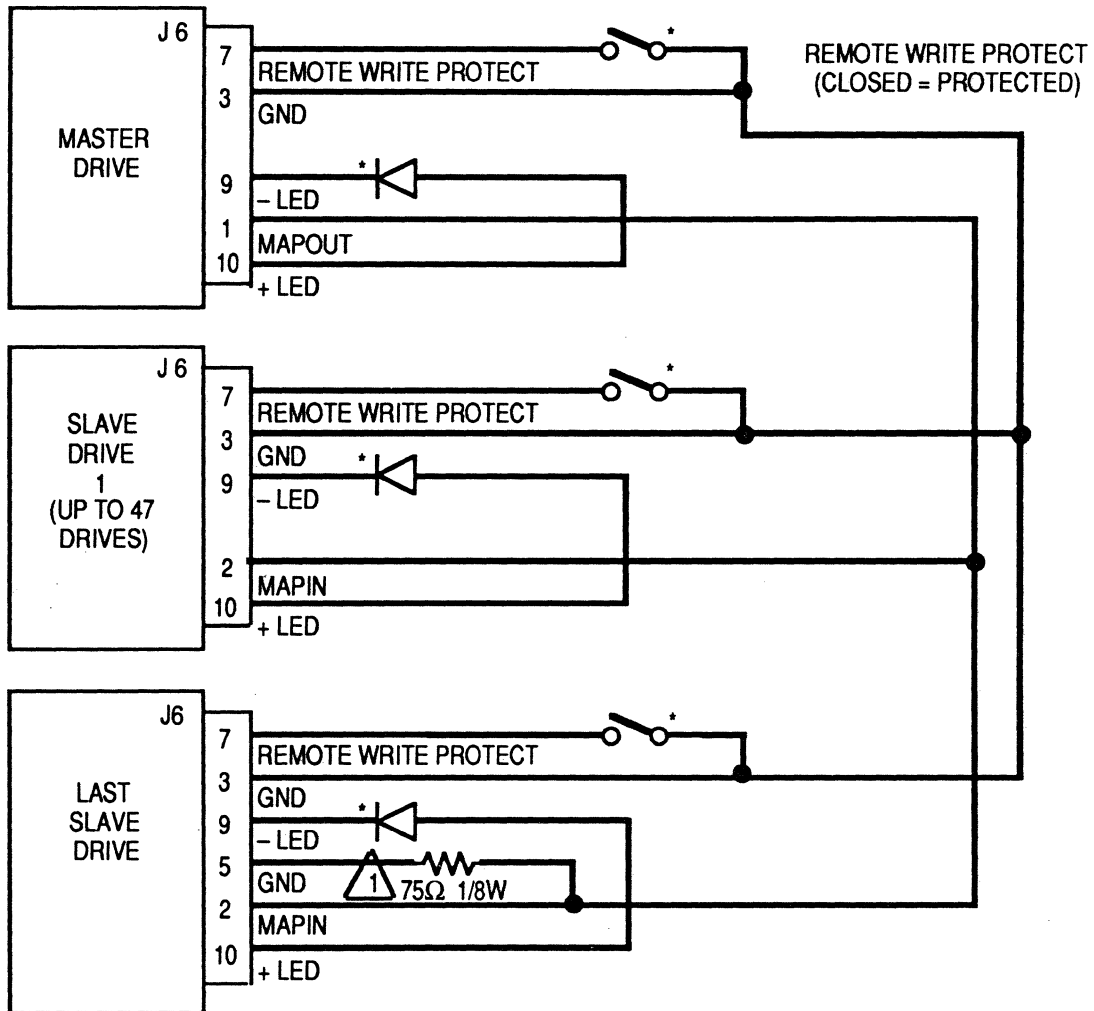 J 6
7
REMOTE WRITE PROTECT
3
GND
MASTER
DRIVE
*
9
– LED
1
MAPOUT
10
+ LED
*
REMOTE WRITE PROTECT
(CLOSED = PROTECTED)
J 6
7
REMOTE WRITE PROTECT
*
3
GND
SLAVE
DRIVE
1
(UP TO 47
DRIVES)
*
9
– LED
2
MAPIN
10
+ LED
J6
7
REMOTE WRITE PROTECT
*
3
GND
LAST
SLAVE
DRIVE
*
9
– LED
5
GND
1
75Ω 1/8W
2
MAPIN
10
+ LED